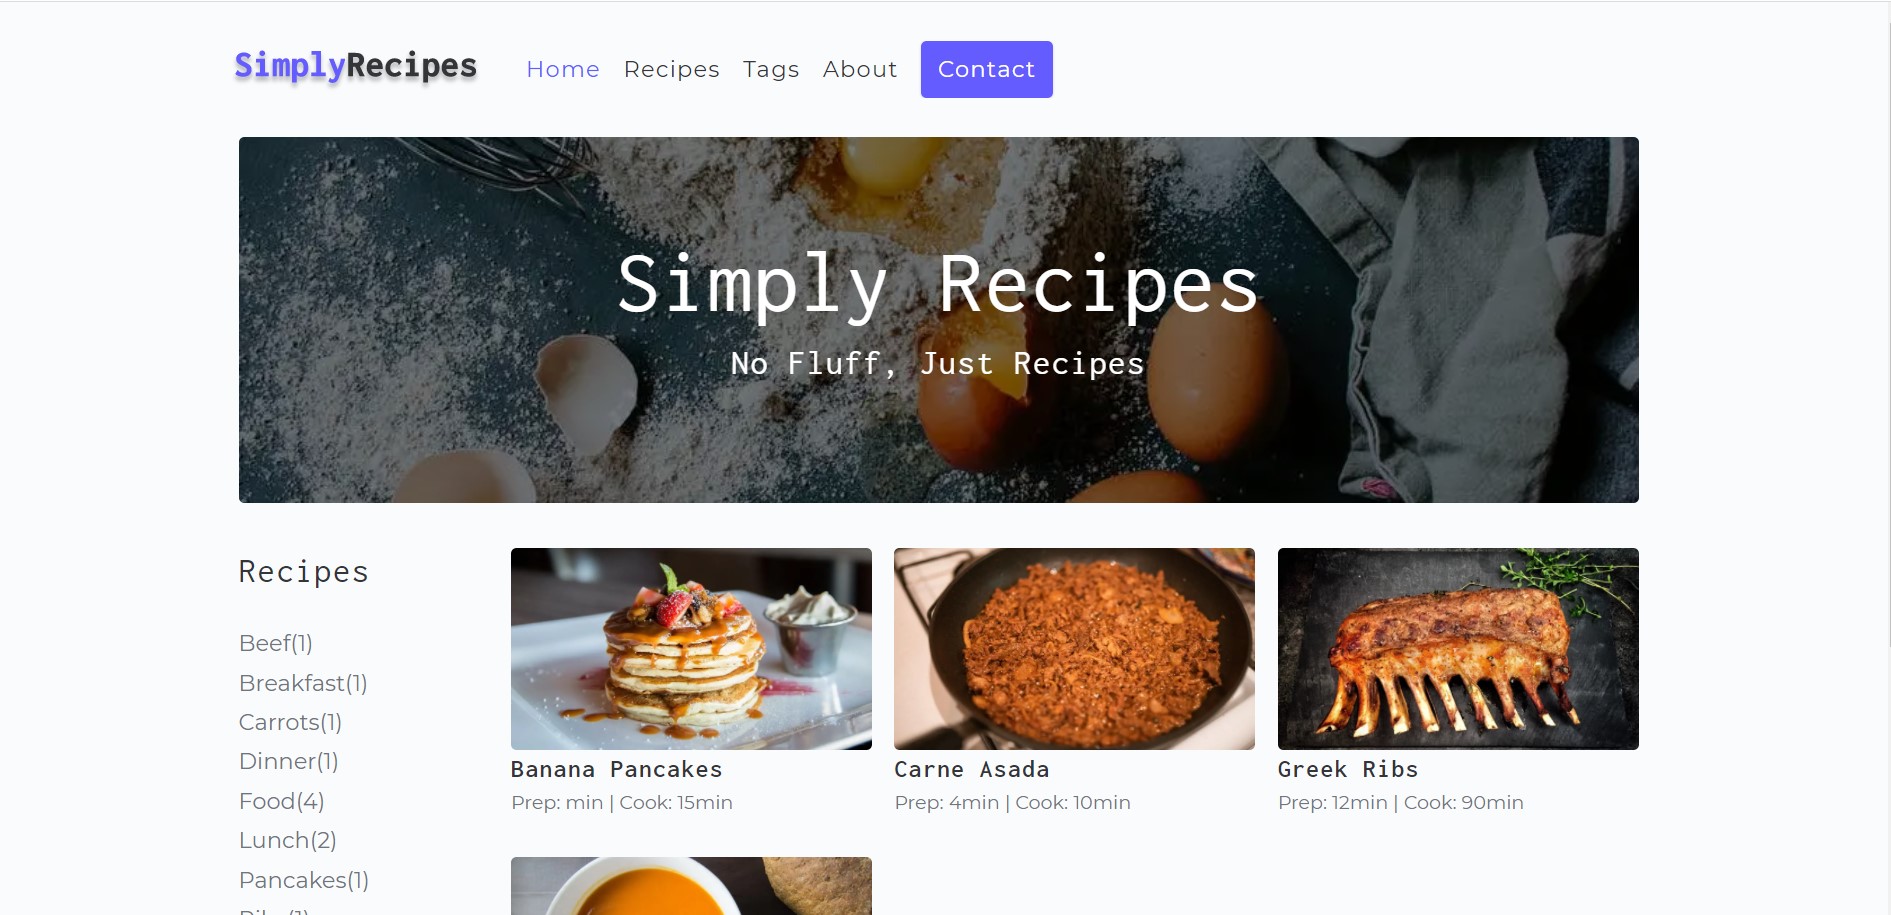 SimplyRecipes
Home Recipes Tags About Contact
Simply Recipes
No Fluff, Just Recipes
Recipes
Beef(1)
Breakfast(1)
Carrots(1)
Dinner(1)
Food(4)
Lunch(2)
Pancakes(1)
Banana Pancakes
Prep: min | Cook: 15min
Carne Asada
Prep: 4min | Cook: 10min
Greek Ribs
Prep: 12min | Cook: 90min